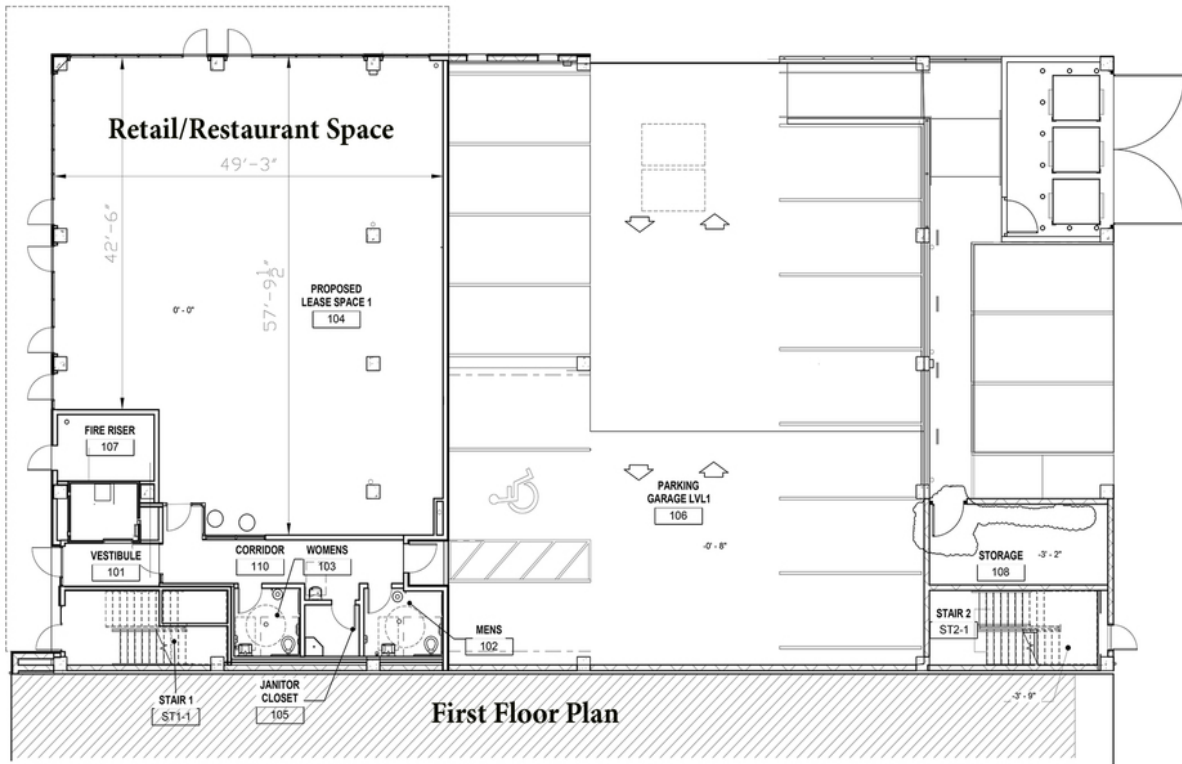 Retail/Restaurant Space
49'-3"
42'-6"
57'-9 1/2"
PROPOSED
LEASE SPACE 1
104
0' - 0"
FIRE RISER
107
VESTIBULE
101
CORRIDOR
110
WOMENS
103
PARKING
GARAGE LVL1
106
-0' - 8"
STORAGE
108
-3' - 2"
STAIR 2
ST2-1
MENS
102
STAIR 1
ST1-1
JANITOR
CLOSET
105
First Floor Plan
-3' - 9"